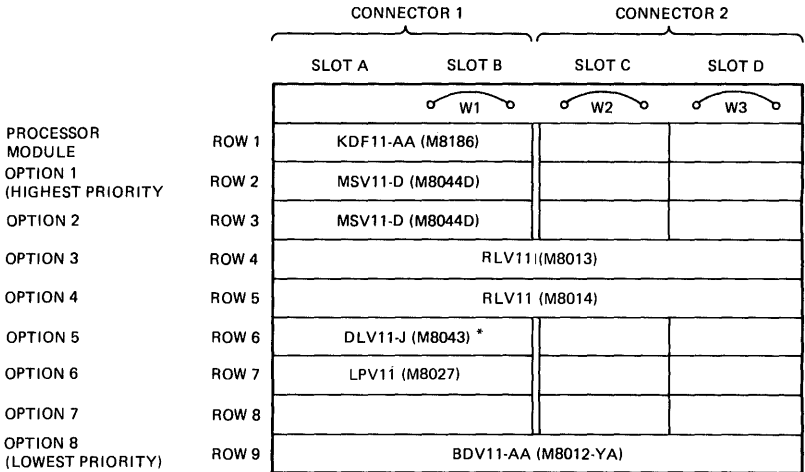 CONNECTOR 1 CONNECTOR 2
SLOT A SLOT B SLOT C SLOT D
W1 W2 W3
PROCESSOR
MODULE ROW 1 KDF11-AA (M8186)
OPTION 1
(HIGHEST PRIORITY ROW 2 MSV11-D (M8044D)
OPTION 2 ROW 3 MSV11-D (M8044D)
OPTION 3 ROW 4 RLV11 (M8013)
OPTION 4 ROW 5 RLV11 (M8014)
OPTION 5 ROW 6 DLV11-J (M8043) *
OPTION 6 ROW 7 LPV11 (M8027)
OPTION 7 ROW 8
OPTION 8
(LOWEST PRIORITY) ROW 9 BDV11-AA (M8012-YA)